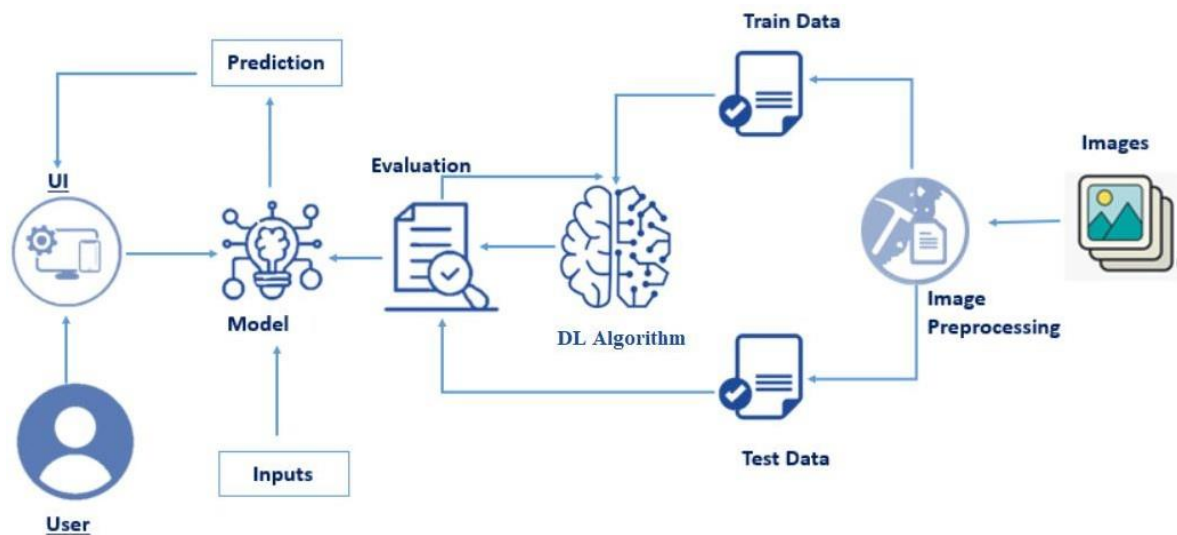 Train Data
Prediction
Images
Evaluation
UI
Image
Preprocessing
Model
DL Algorithm
Inputs
Test Data
User